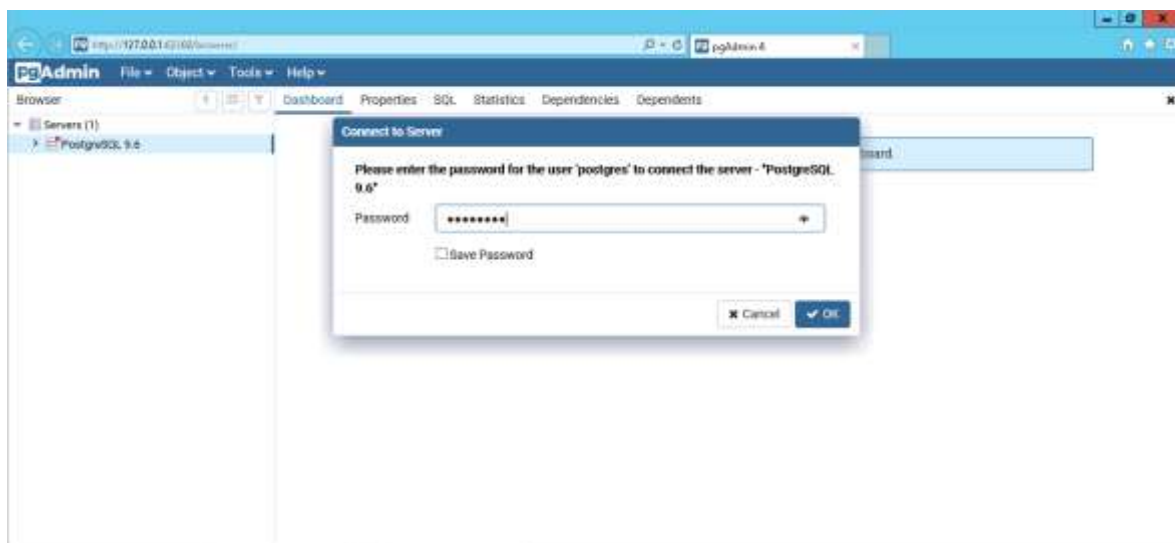 pgAdmin 4
PgAdmin File Object Tools Help
Browser Dashboard Properties SQL Statistics Dependencies Dependents
Servers (1)
PostgreSQL 9.6
Connect to Server
Please enter the password for the user 'postgres' to connect the server - "PostgreSQL
9.6"
Password ••••••••
Save Password
Cancel OK